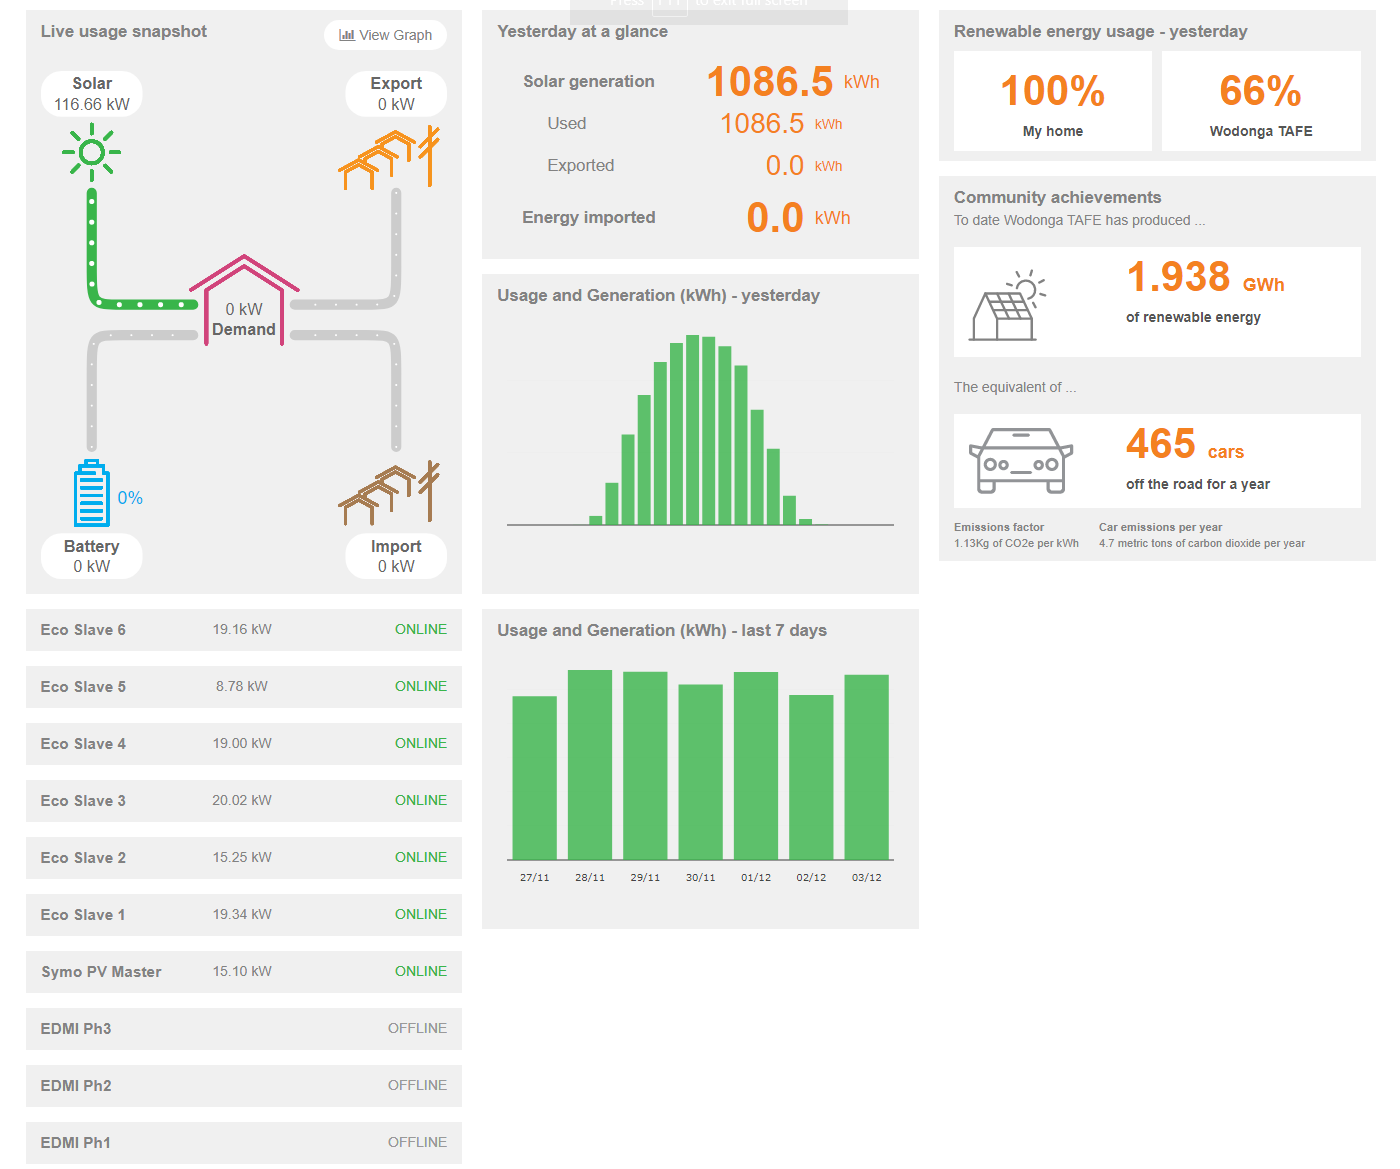 Press F11 to exit full screen
Live usage snapshot
View Graph
Solar
116.66 kW
Export
0 kW
0 kW
Demand
0%
Battery
0 kW
Import
0 kW
Eco Slave 6 19.16 kW ONLINE
Eco Slave 5 8.78 kW ONLINE
Eco Slave 4 19.00 kW ONLINE
Eco Slave 3 20.02 kW ONLINE
Eco Slave 2 15.25 kW ONLINE
Eco Slave 1 19.34 kW ONLINE
Symo PV Master 15.10 kW ONLINE
EDMI Ph3 OFFLINE
EDMI Ph2 OFFLINE
EDMI Ph1 OFFLINE
Yesterday at a glance
Solar generation 1086.5 kWh
Used 1086.5 kWh
Exported 0.0 kWh
Energy imported 0.0 kWh
Usage and Generation (kWh) - yesterday
Usage and Generation (kWh) - last 7 days
27/11 28/11 29/11 30/11 01/12 02/12 03/12
Renewable energy usage - yesterday
100%
My home
66%
Wodonga TAFE
Community achievements
To date Wodonga TAFE has produced ...
1.938 GWh
of renewable energy
The equivalent of ...
465 cars
off the road for a year
Emissions factor
1.13Kg of CO2e per kWh
Car emissions per year
4.7 metric tons of carbon dioxide per year